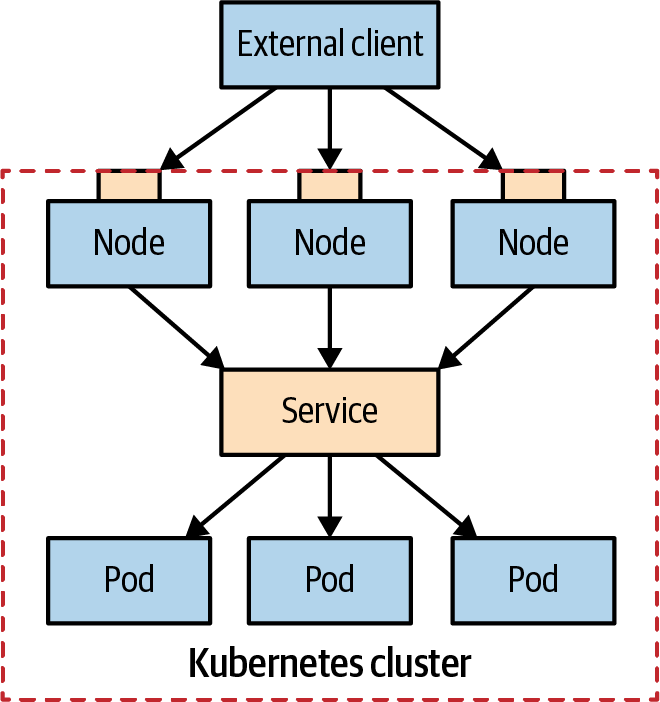 External client
Node
Node
Node
Service
Pod
Pod
Pod
Kubernetes cluster